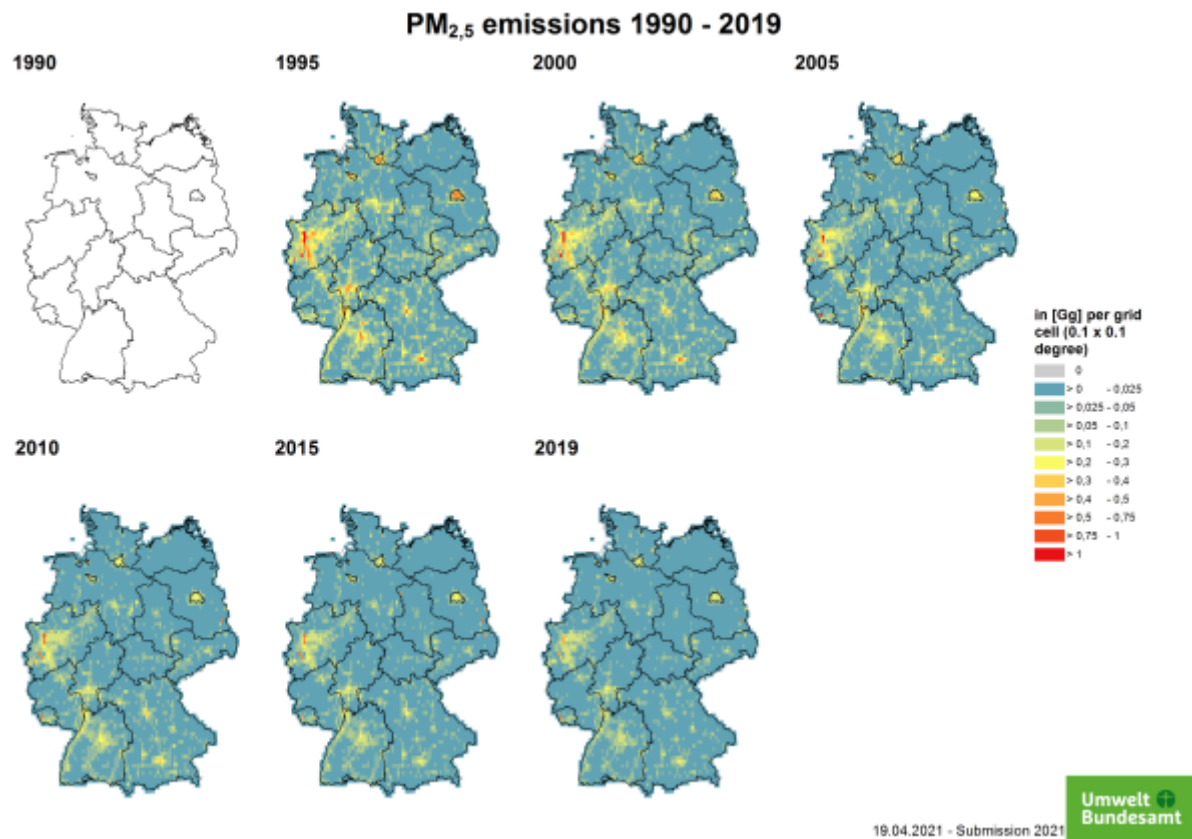 PM2,5 emissions 1990 - 2019
1990
1995
2000
2005
in [Gg] per grid
cell (0.1 x 0.1
degree)
0
> 0 - 0,025
> 0,025 - 0,05
> 0,05 - 0,1
> 0,1 - 0,2
> 0,2 - 0,3
> 0,3 - 0,4
> 0,4 - 0,5
> 0,5 - 0,75
> 0,75 - 1
> 1
2010
2015
2019
Umwelt
Bundesamt
19.04.2021 - Submission 2021